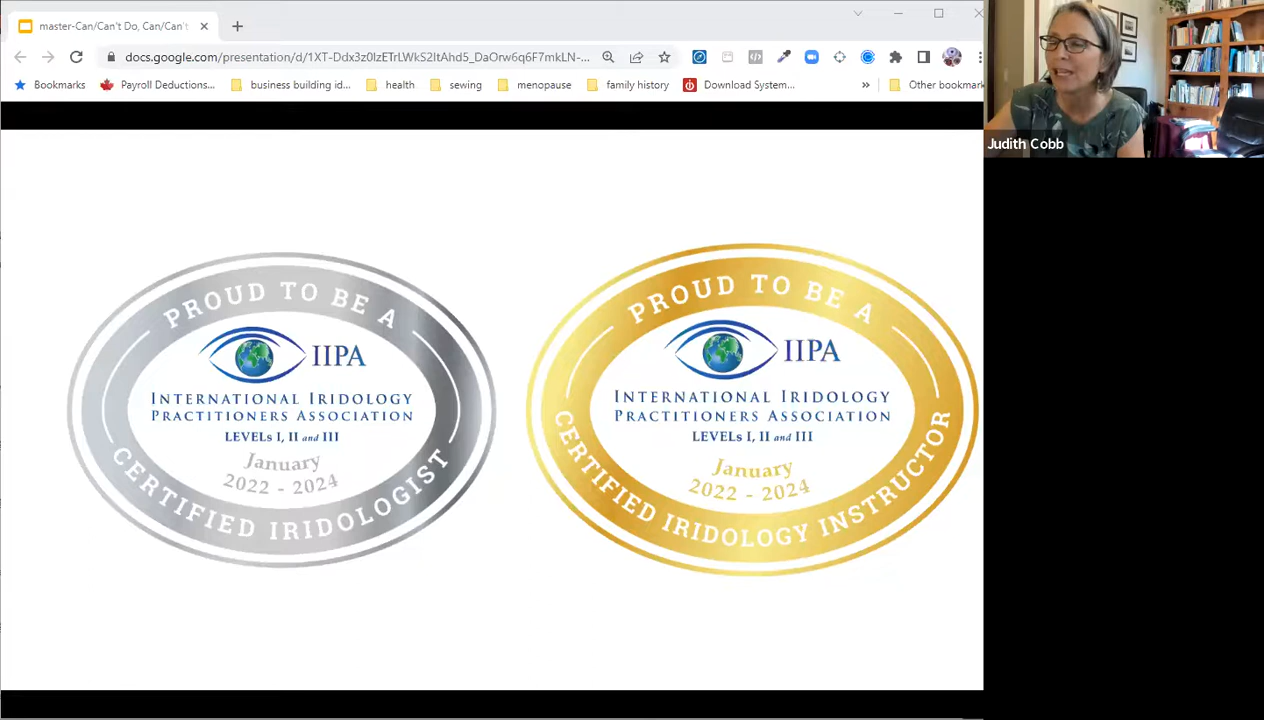 master-Can/Can't Do, Can/Can't
docs.google.com/presentation/d/1XT-Ddx3z0IzETrLWkS2ItAhd5_DaOrw6q6F7mkLN-...
Bookmarks
Payroll Deductions...
business building id...
health
sewing
menopause
family history
Download System...
»
Other bookmark
Judith Cobb
PROUD TO BE A
IIPA
INTERNATIONAL IRIDOLOGY
PRACTITIONERS ASSOCIATION
LEVELs I, II and III
January
2022 - 2024
CERTIFIED IRIDOLOGIST
PROUD TO BE A
IIPA
INTERNATIONAL IRIDOLOGY
PRACTITIONERS ASSOCIATION
LEVELs I, II and III
January
2022 - 2024
CERTIFIED IRIDOLOGY INSTRUCTOR